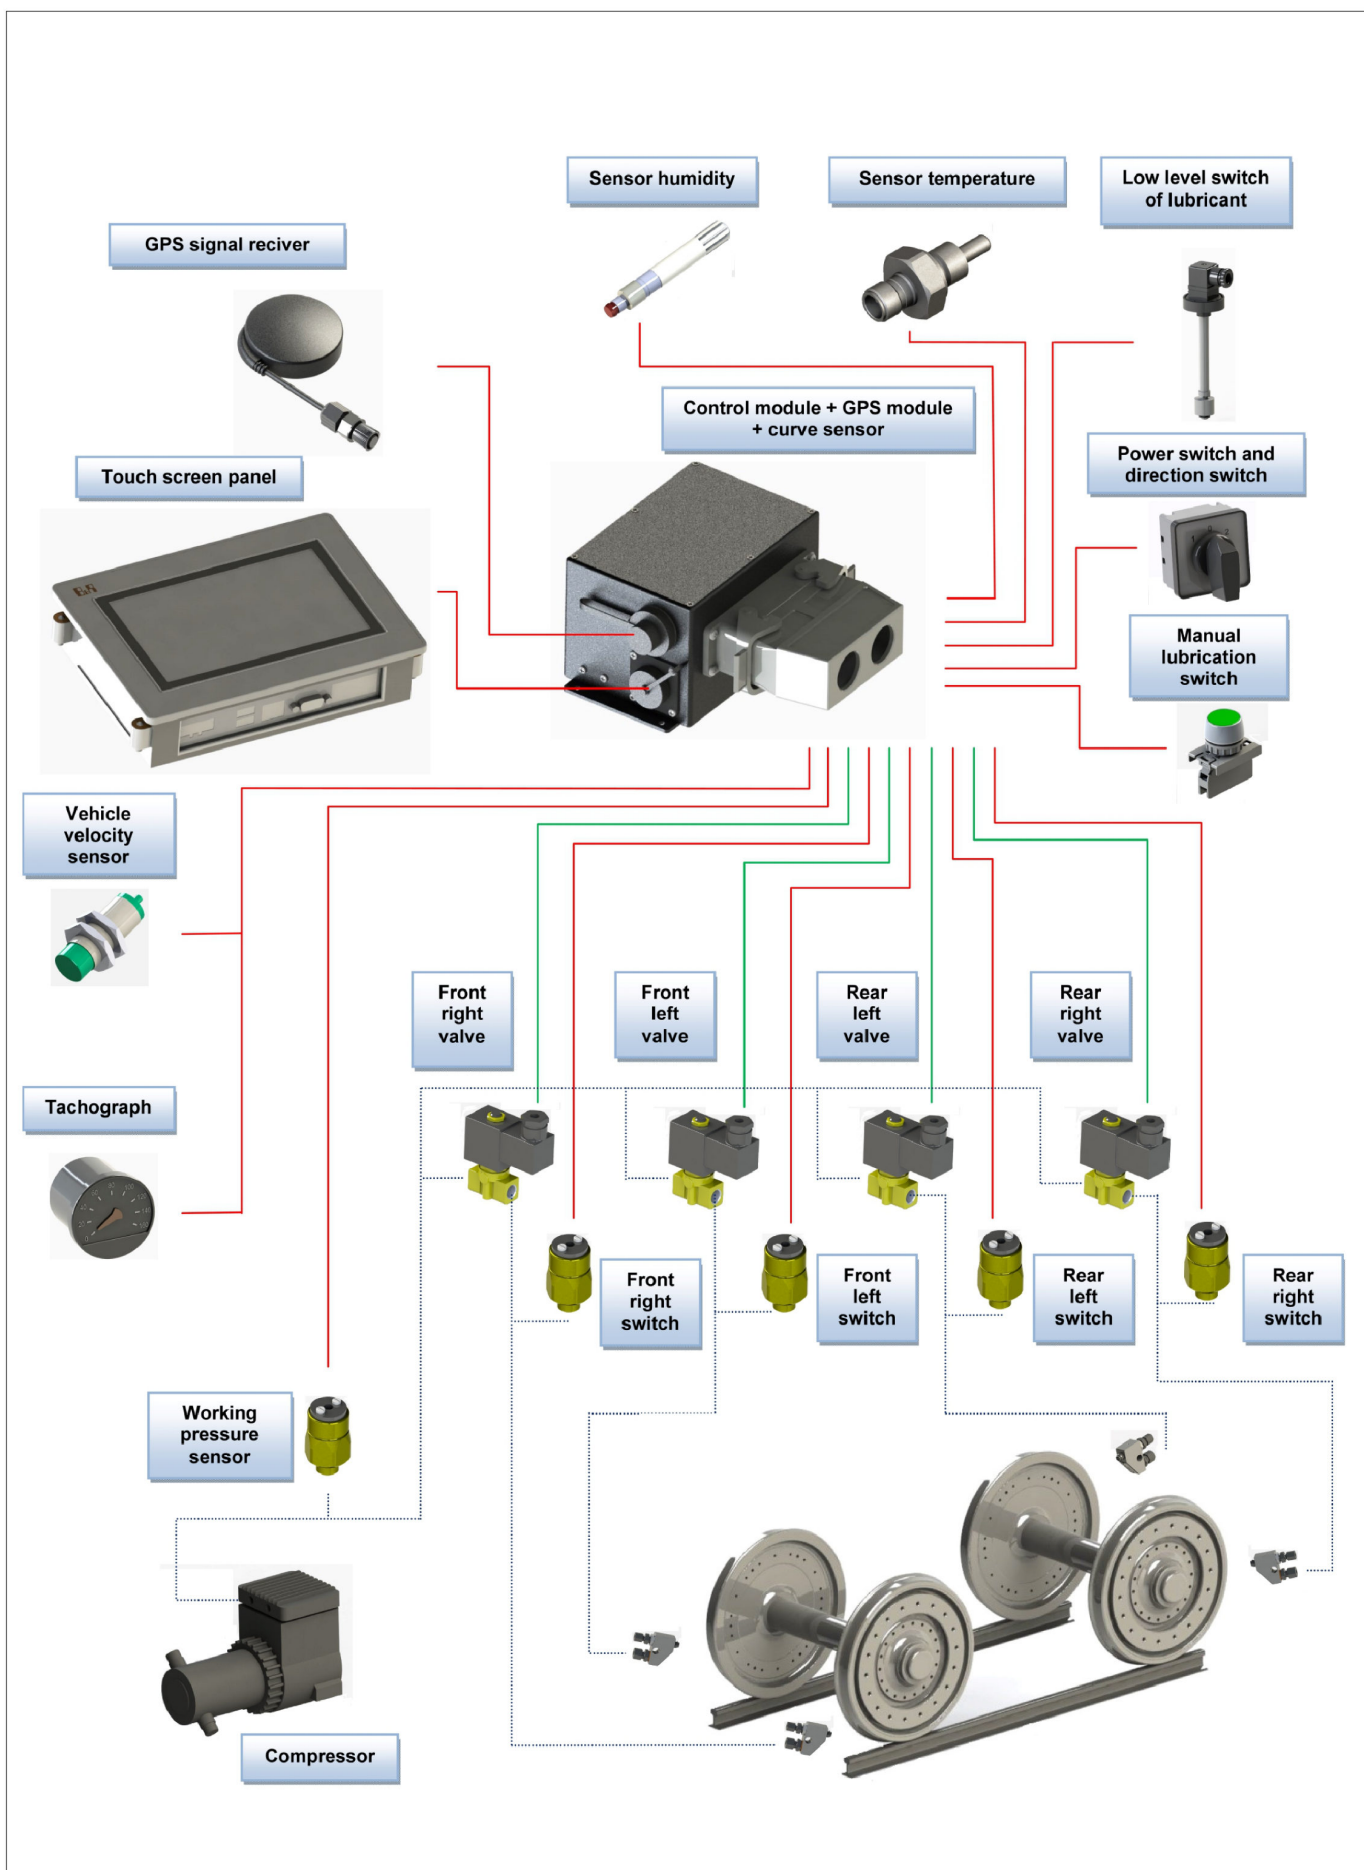 Sensor humidity
Sensor temperature
Low level switch
of lubricant
GPS signal reciver
Control module + GPS module
+ curve sensor
Power switch and
direction switch
Touch screen panel
Manual
lubrication
switch
Vehicle
velocity
sensor
Front
right
valve
Front
left
valve
Rear
left
valve
Rear
right
valve
Tachograph
Front
right
switch
Front
left
switch
Rear
left
switch
Rear
right
switch
Working
pressure
sensor
Compressor